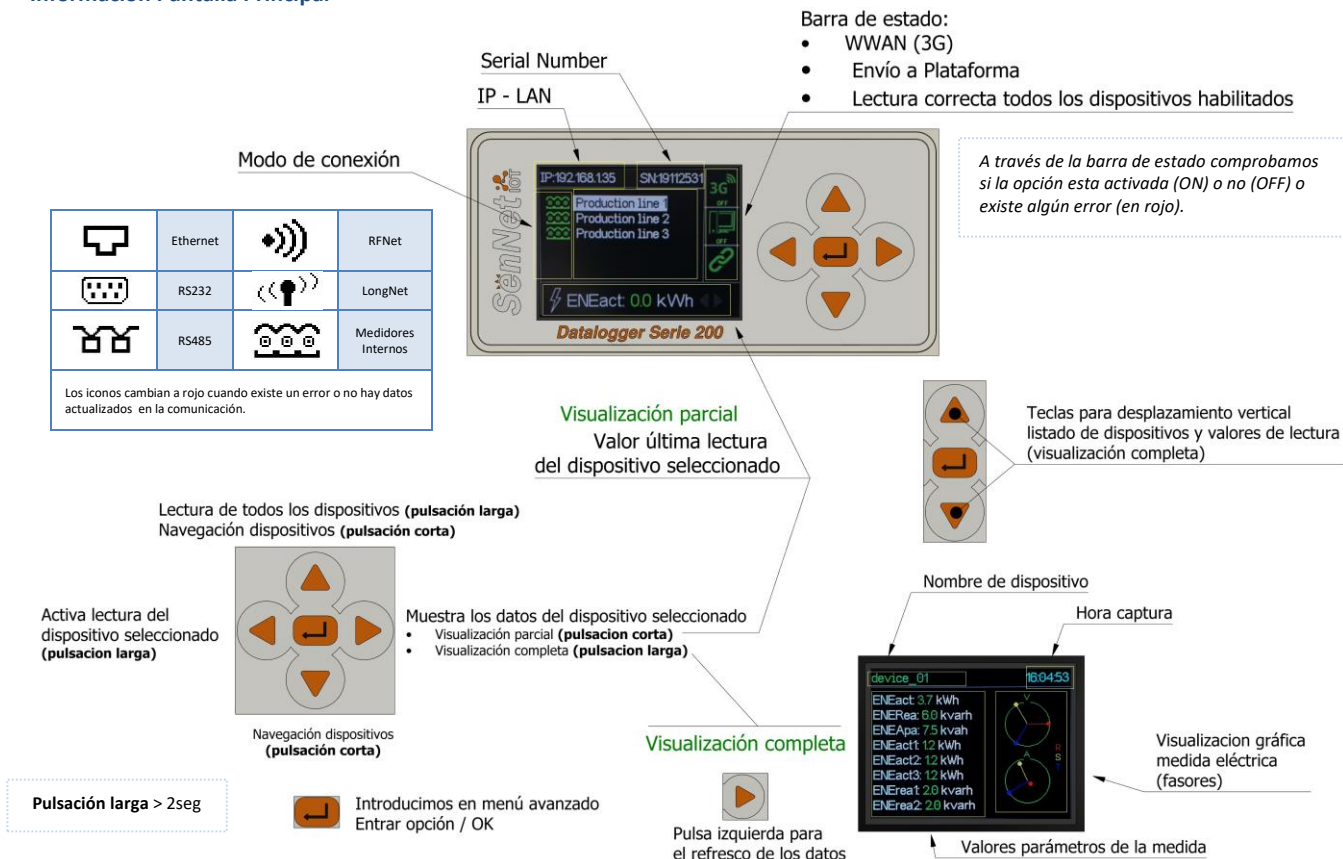 Información Pantalla Principal
Barra de estado:
• WWAN (3G)
• Envío a Plataforma
• Lectura correcta todos los dispositivos habilitados
Serial Number
IP - LAN
Modo de conexión
A través de la barra de estado comprobamos
si la opción esta activada (ON) o no (OFF) o
existe algún error (en rojo).
SenNet IOT
IP:192.168.1.35
SN:19112531
3G
OFF
Production line 1
Production line 2
Production line 3
OFF
ENEact: 0.0 kWh
Datalogger Serie 200
Ethernet
RFNet
RS232
LongNet
RS485
Medidores
Internos
Los iconos cambian a rojo cuando existe un error o no hay datos
actualizados en la comunicación.
Visualización parcial
Valor última lectura
del dispositivo seleccionado
Teclas para desplazamiento vertical
listado de dispositivos y valores de lectura
(visualización completa)
Lectura de todos los dispositivos (pulsación larga)
Navegación dispositivos (pulsación corta)
Activa lectura del
dispositivo seleccionado
(pulsacion larga)
Muestra los datos del dispositivo seleccionado
• Visualización parcial (pulsacion corta)
• Visualización completa (pulsacion larga)
Navegación dispositivos
(pulsación corta)
Nombre de dispositivo
Hora captura
device_01
16:04:53
ENEact: 3.7 kWh
ENERea: 6.0 kvarh
ENEApa: 7.5 kvah
ENEact1: 1.2 kWh
ENEact2: 1.2 kWh
ENEact3: 1.2 kWh
ENErea1: 2.0 kvarh
ENErea2: 2.0 kvarh
V
A
R
S
T
Visualizacion gráfica
medida eléctrica
(fasores)
Visualización completa
Pulsación larga > 2seg
Introducimos en menú avanzado
Entrar opción / OK
Pulsa izquierda para
el refresco de los datos
Valores parámetros de la medida